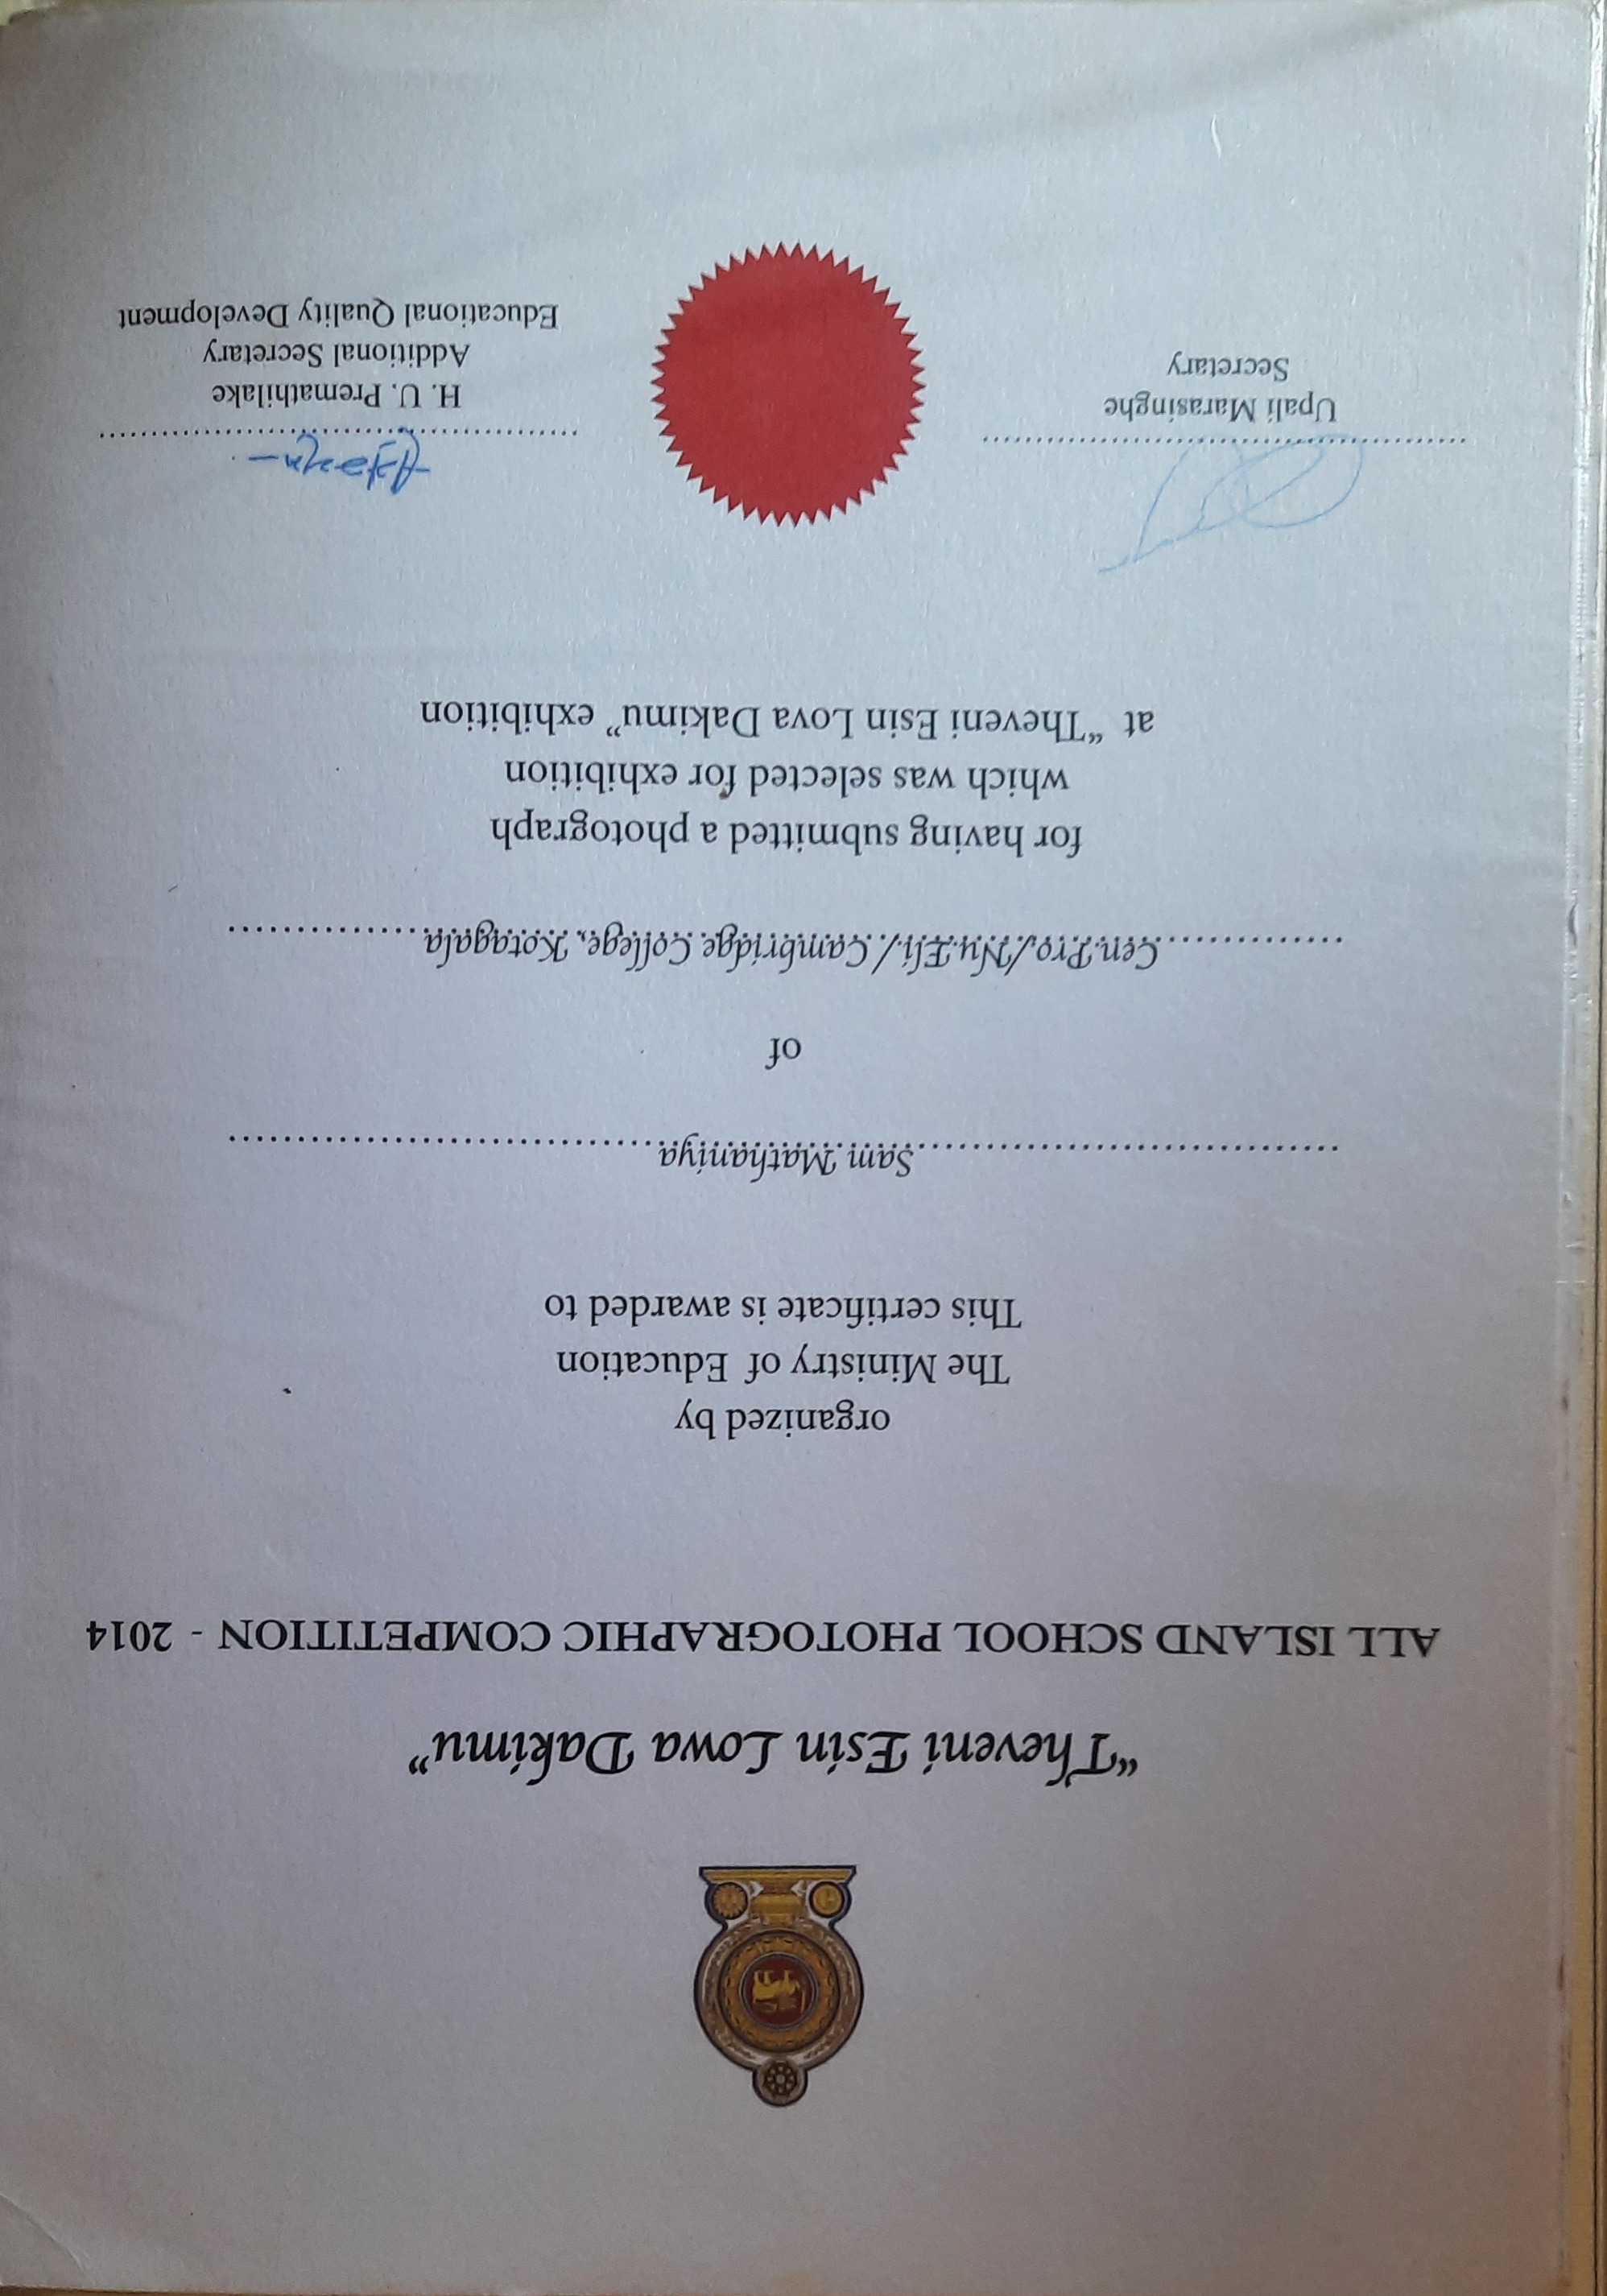 “Theveni Esin Lowa Dakimu”
ALL ISLAND SCHOOL PHOTOGRAPHIC COMPETITION - 2014
organized by
The Ministry of Education
This certificate is awarded to
Sam Mathaniya
of
Cen.Pro./Nu.Eli./Cambridge College, Kotagala
for having submitted a photograph
which was selected for exhibition
at “Theveni Esin Lova Dakimu” exhibition
Upali Marasinghe
Secretary
H. U. Premathilake
Additional Secretary
Educational Quality Development